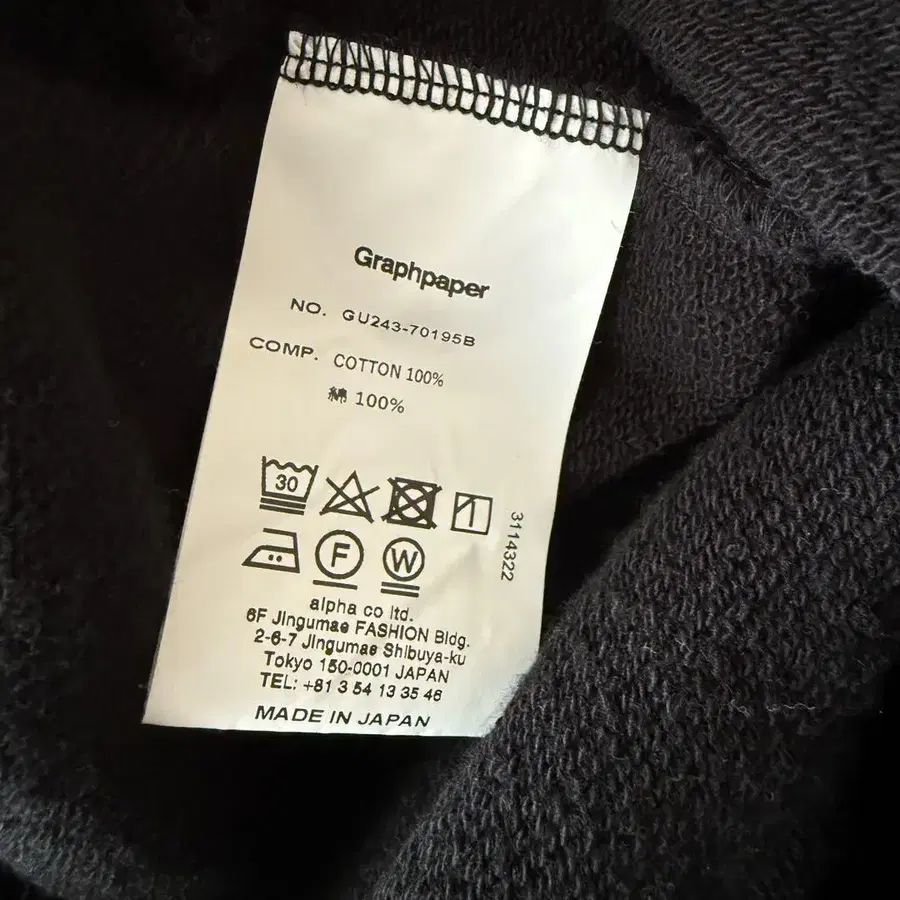 Graphpaper
NO. GU243-70195B
COMP. COTTON 100%
綿 100%
30
F W
3114322
alpha co ltd.
6F Jingumae FASHION Bldg.
2-6-7 Jingumae Shibuya-ku
Tokyo 150-0001 JAPAN
TEL: +81 3 54 13 35 46
MADE IN JAPAN